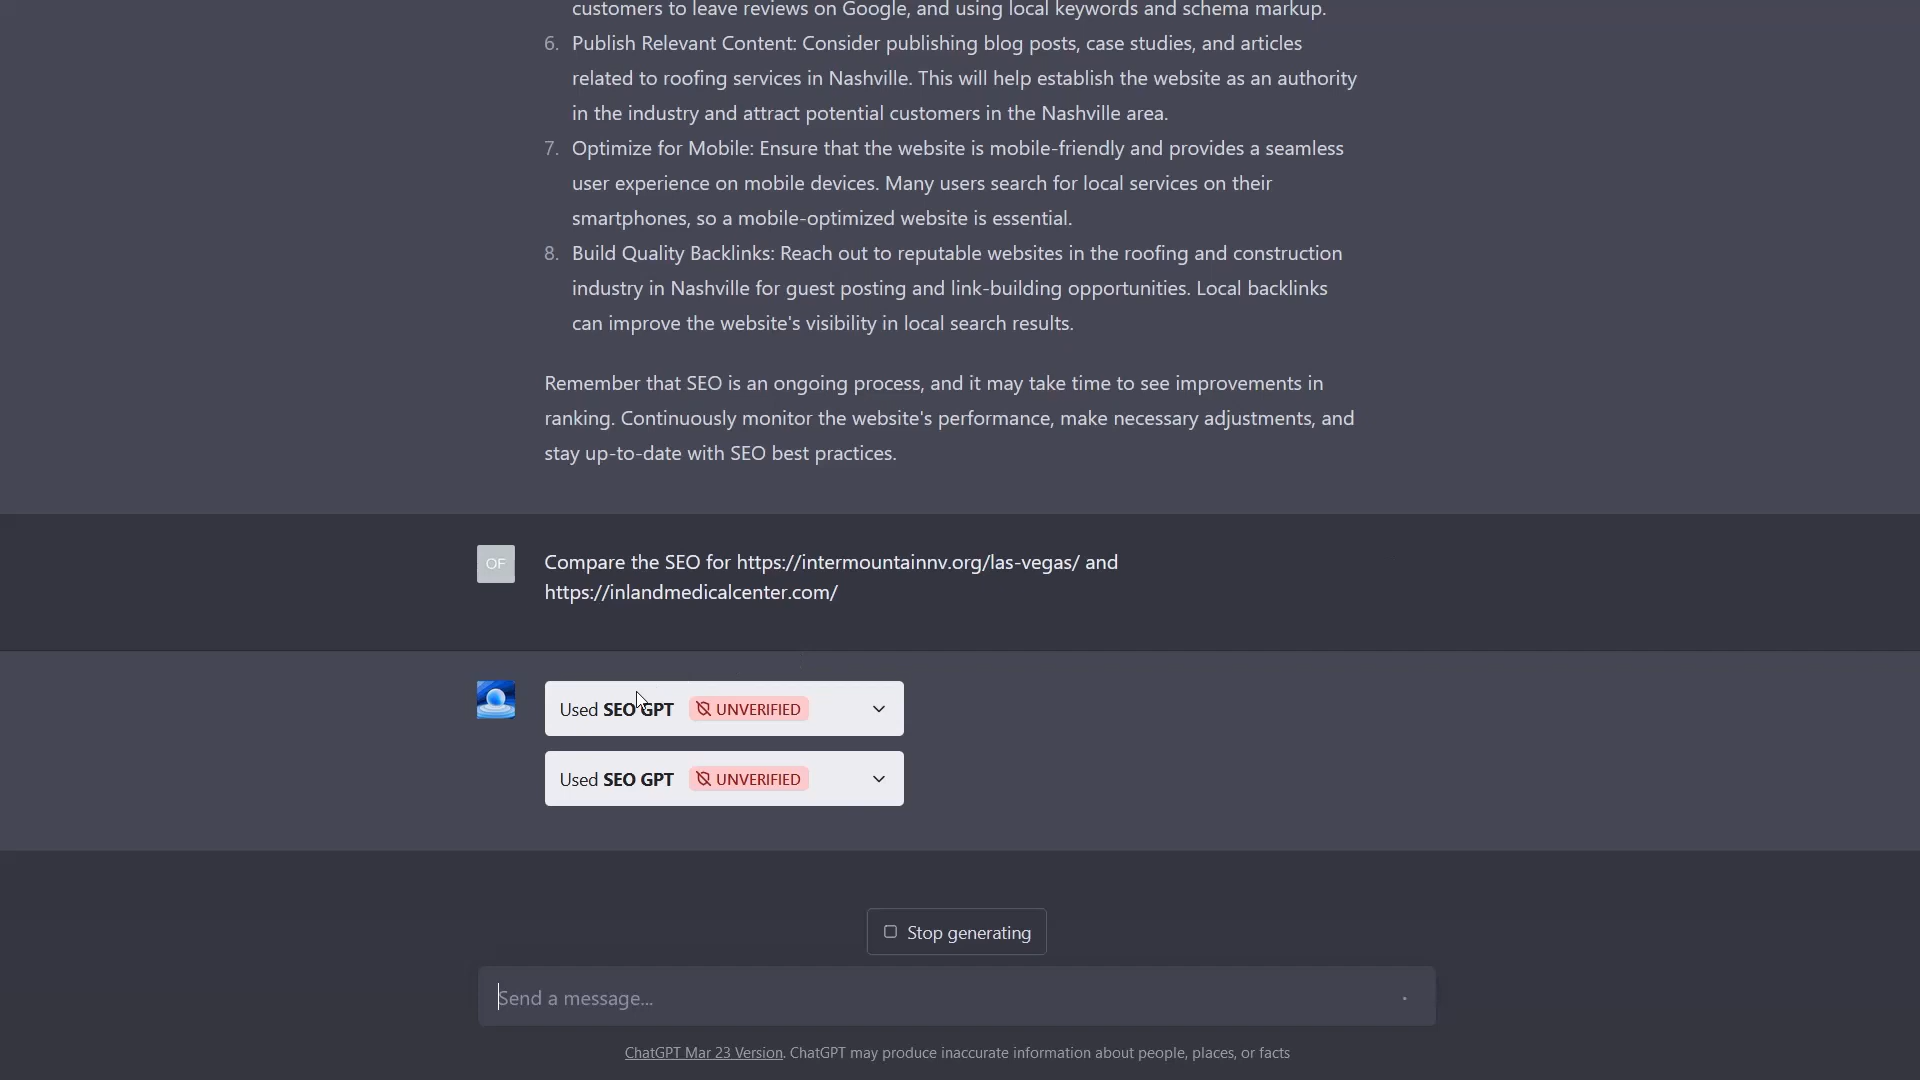 customers to leave reviews on Google, and using local keywords and schema markup.
6. Publish Relevant Content: Consider publishing blog posts, case studies, and articles
related to roofing services in Nashville. This will help establish the website as an authority
in the industry and attract potential customers in the Nashville area.
7. Optimize for Mobile: Ensure that the website is mobile-friendly and provides a seamless
user experience on mobile devices. Many users search for local services on their
smartphones, so a mobile-optimized website is essential.
8. Build Quality Backlinks: Reach out to reputable websites in the roofing and construction
industry in Nashville for guest posting and link-building opportunities. Local backlinks
can improve the website's visibility in local search results.
Remember that SEO is an ongoing process, and it may take time to see improvements in
ranking. Continuously monitor the website's performance, make necessary adjustments, and
stay up-to-date with SEO best practices.
OF
Compare the SEO for https://intermountainnv.org/las-vegas/ and
https://inlandmedicalcenter.com/
Used SEO GPT UNVERIFIED
Used SEO GPT UNVERIFIED
Stop generating
Send a message...
ChatGPT Mar 23 Version. ChatGPT may produce inaccurate information about people, places, or facts